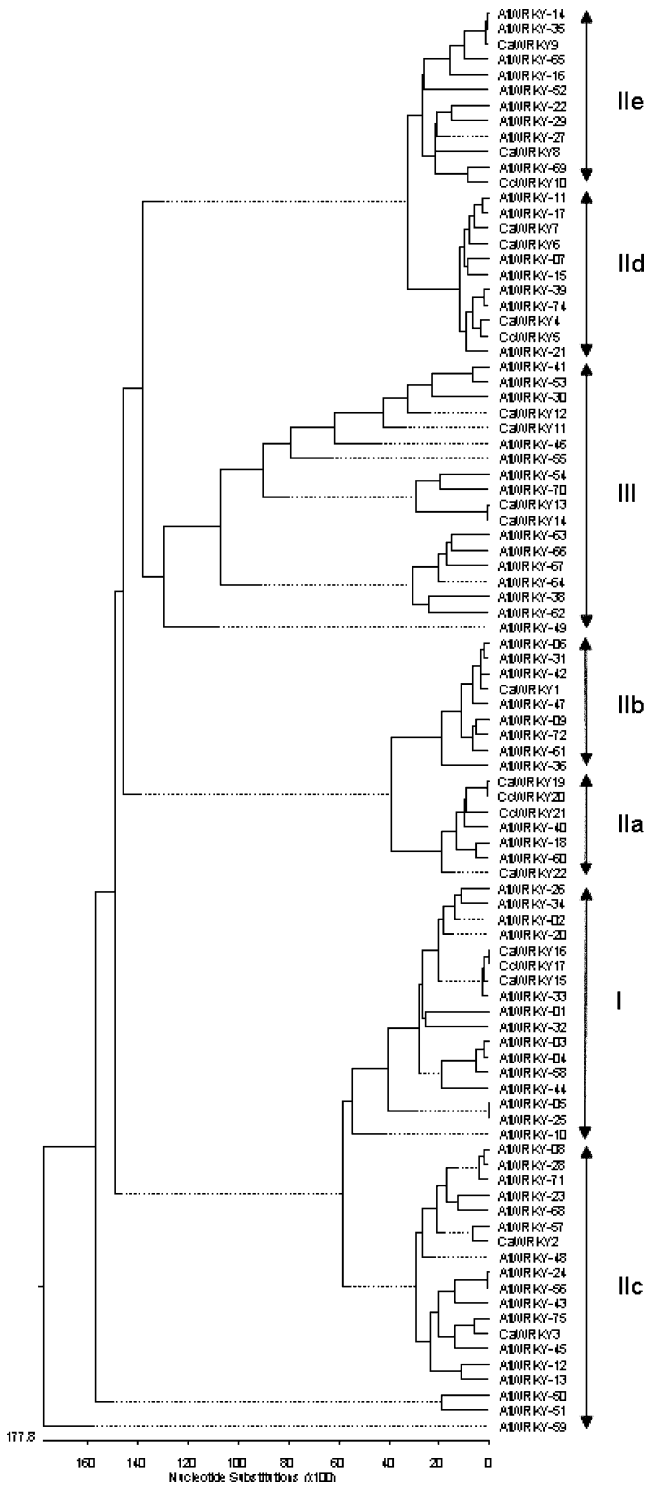 AtWRKY-14
AtWRKY-35
CaWRKY9
AtWRKY-65
AtWRKY-16
AtWRKY-52
AtWRKY-22
AtWRKY-29
AtWRKY-27
CaWRKY8
AtWRKY-69
CcWRKY10
IIe
AtWRKY-11
AtWRKY-17
CaWRKY7
CaWRKY6
AtWRKY-07
AtWRKY-15
AtWRKY-39
AtWRKY-74
CaWRKY4
CcWRKY5
AtWRKY-21
IId
AtWRKY-41
AtWRKY-53
AtWRKY-30
CaWRKY12
CaWRKY11
AtWRKY-46
AtWRKY-55
AtWRKY-54
AtWRKY-70
CaWRKY13
CaWRKY14
AtWRKY-63
AtWRKY-66
AtWRKY-67
AtWRKY-64
AtWRKY-38
AtWRKY-62
AtWRKY-49
III
AtWRKY-06
AtWRKY-31
AtWRKY-42
CaWRKY1
AtWRKY-47
AtWRKY-09
AtWRKY-72
AtWRKY-61
AtWRKY-36
IIb
CaWRKY19
CcWRKY20
CcWRKY21
AtWRKY-40
AtWRKY-18
AtWRKY-60
CaWRKY22
IIa
AtWRKY-26
AtWRKY-34
AtWRKY-02
AtWRKY-20
CaWRKY16
CcWRKY17
CaWRKY15
AtWRKY-33
AtWRKY-01
AtWRKY-32
AtWRKY-03
AtWRKY-04
AtWRKY-58
AtWRKY-44
AtWRKY-05
AtWRKY-25
AtWRKY-10
I
AtWRKY-08
AtWRKY-28
AtWRKY-71
AtWRKY-23
AtWRKY-68
AtWRKY-57
CaWRKY2
AtWRKY-48
AtWRKY-24
AtWRKY-56
AtWRKY-43
AtWRKY-75
CaWRKY3
AtWRKY-45
AtWRKY-12
AtWRKY-13
AtWRKY-50
AtWRKY-51
AtWRKY-59
IIc
177.8
160 140 120 100 80 60 40 20 0
Nucleotide Substitutions (x100)